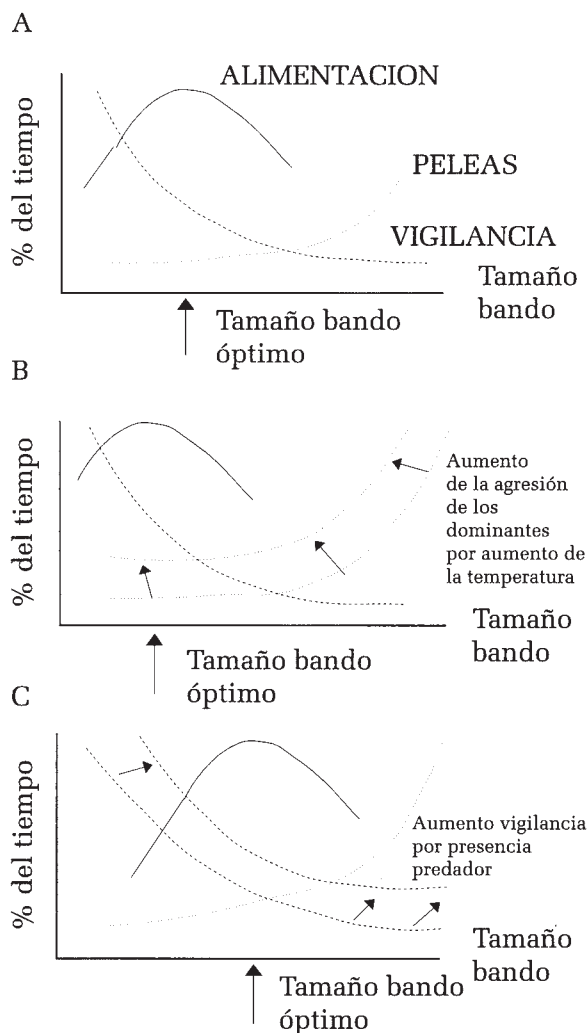 A
ALIMENTACION
PELEAS
VIGILANCIA
% del tiempo
Tamaño
bando
Tamaño bando
óptimo
B
% del tiempo
Aumento
de la agresión
de los
dominantes
por aumento de
la temperatura
Tamaño
bando
Tamaño bando
óptimo
C
% del tiempo
Aumento vigilancia
por presencia
predador
Tamaño
bando
Tamaño bando
óptimo